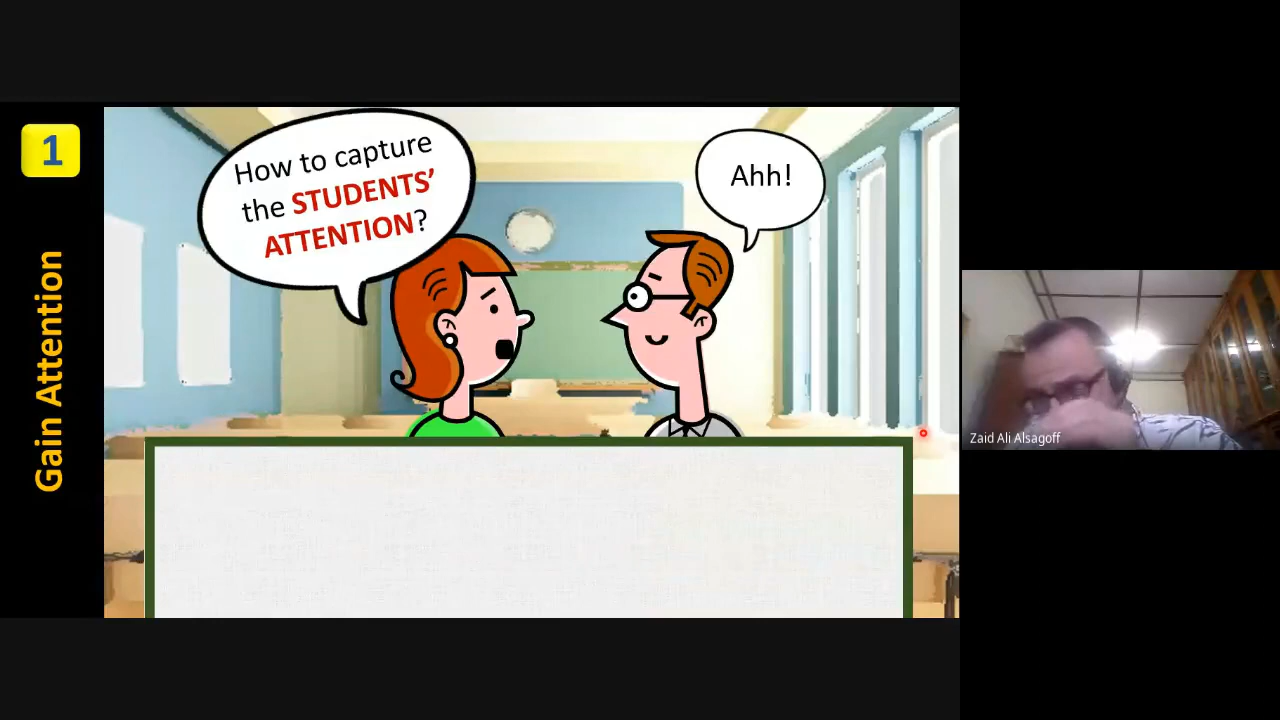 1
Gain Attention
How to capture
the STUDENTS'
ATTENTION?
Ahh!
Zaid Ali Alsagoff